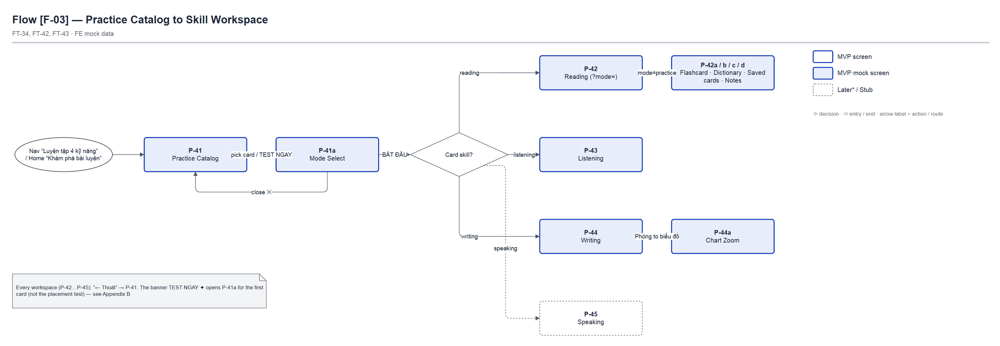 Flow [F-03] — Practice Catalog to Skill Workspace
FT-34, FT-42, FT-43 · FE mock data
MVP screen
MVP·mock screen
Later* / Stub
◇ decision · ⬭ entry / end · arrow label = action / route
reading
P-42
Reading (?mode=)
mode=practice
P-42a / b / c / d
Flashcard · Dictionary · Saved
cards · Notes
Nav “Luyện tập 4 kỹ năng”
/ Home “Khám phá bài luyện”
P-41
Practice Catalog
pick card / TEST NGAY
P-41a
Mode Select
BẮT ĐẦU
Card skill?
listening
P-43
Listening
close ✕
writing
P-44
Writing
Phóng to biểu đồ
P-44a
Chart Zoom
speaking
Every workspace (P-42…P-45): “← Thoát” → P-41. The banner TEST NGAY ✦ opens P-41a for the first
card (not the placement test) — see Appendix B.
P-45
Speaking